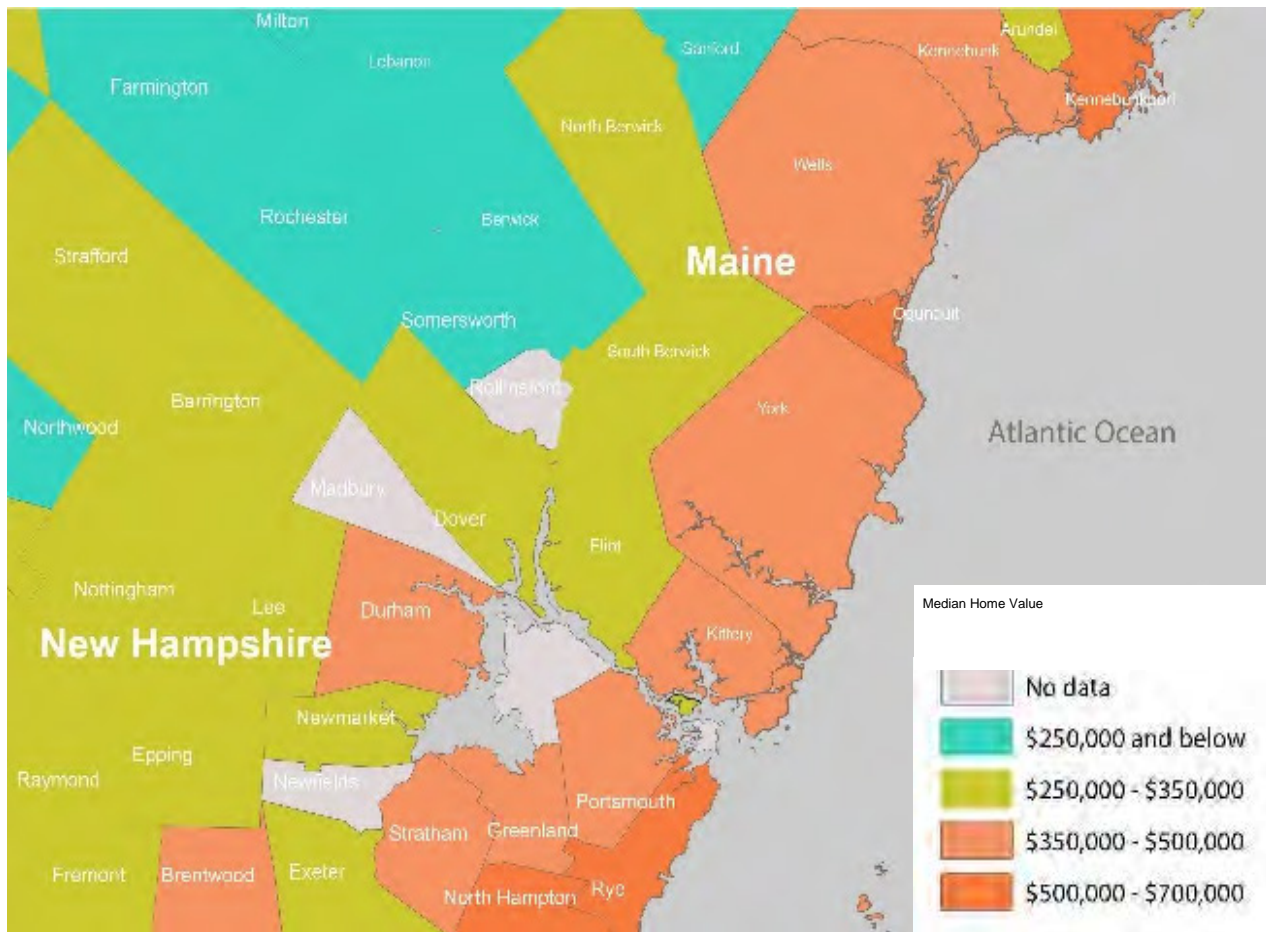 Milton
Arundel
Sanford
Kennebunk
Lebanon
Farmington
Kennebunkport
North Berwick
Wells
Rochester
Berwick
Strafford
Maine
Ogunquit
Somersworth
South Berwick
Rollinsford
Barrington
York
Northwood
Atlantic Ocean
Madbury
Dover
Eliot
Nottingham
Lee
Durham
Median Home Value
New Hampshire
Kittery
No data
Newmarket
$250,000 and below
Epping
Raymond
Newfields
$250,000 - $350,000
Portsmouth
Stratham
Greenland
$350,000 - $500,000
Fremont
Brentwood
Exeter
North Hampton
Rye
$500,000 - $700,000